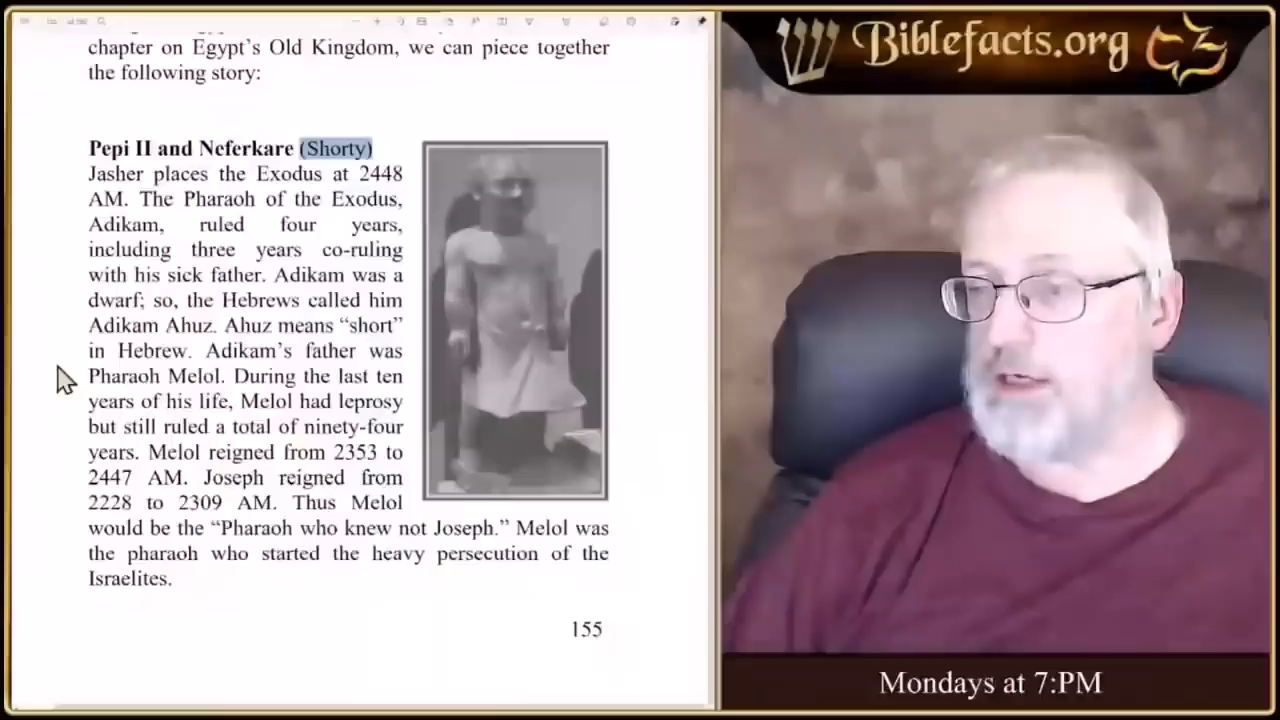 chapter on Egypt's Old Kingdom, we can piece together
the following story:
Pepi II and Neferkare (Shorty)
Jasher places the Exodus at 2448
AM. The Pharaoh of the Exodus,
Adikam, ruled four years,
including three years co-ruling
with his sick father. Adikam was a
dwarf; so, the Hebrews called him
Adikam Ahuz. Ahuz means “short”
in Hebrew. Adikam’s father was
Pharaoh Melol. During the last ten
years of his life, Melol had leprosy
but still ruled a total of ninety-four
years. Melol reigned from 2353 to
2447 AM. Joseph reigned from
2228 to 2309 AM. Thus Melol
would be the “Pharaoh who knew not Joseph.” Melol was
the pharaoh who started the heavy persecution of the
Israelites.
155
Biblefacts.org
Mondays at 7:PM